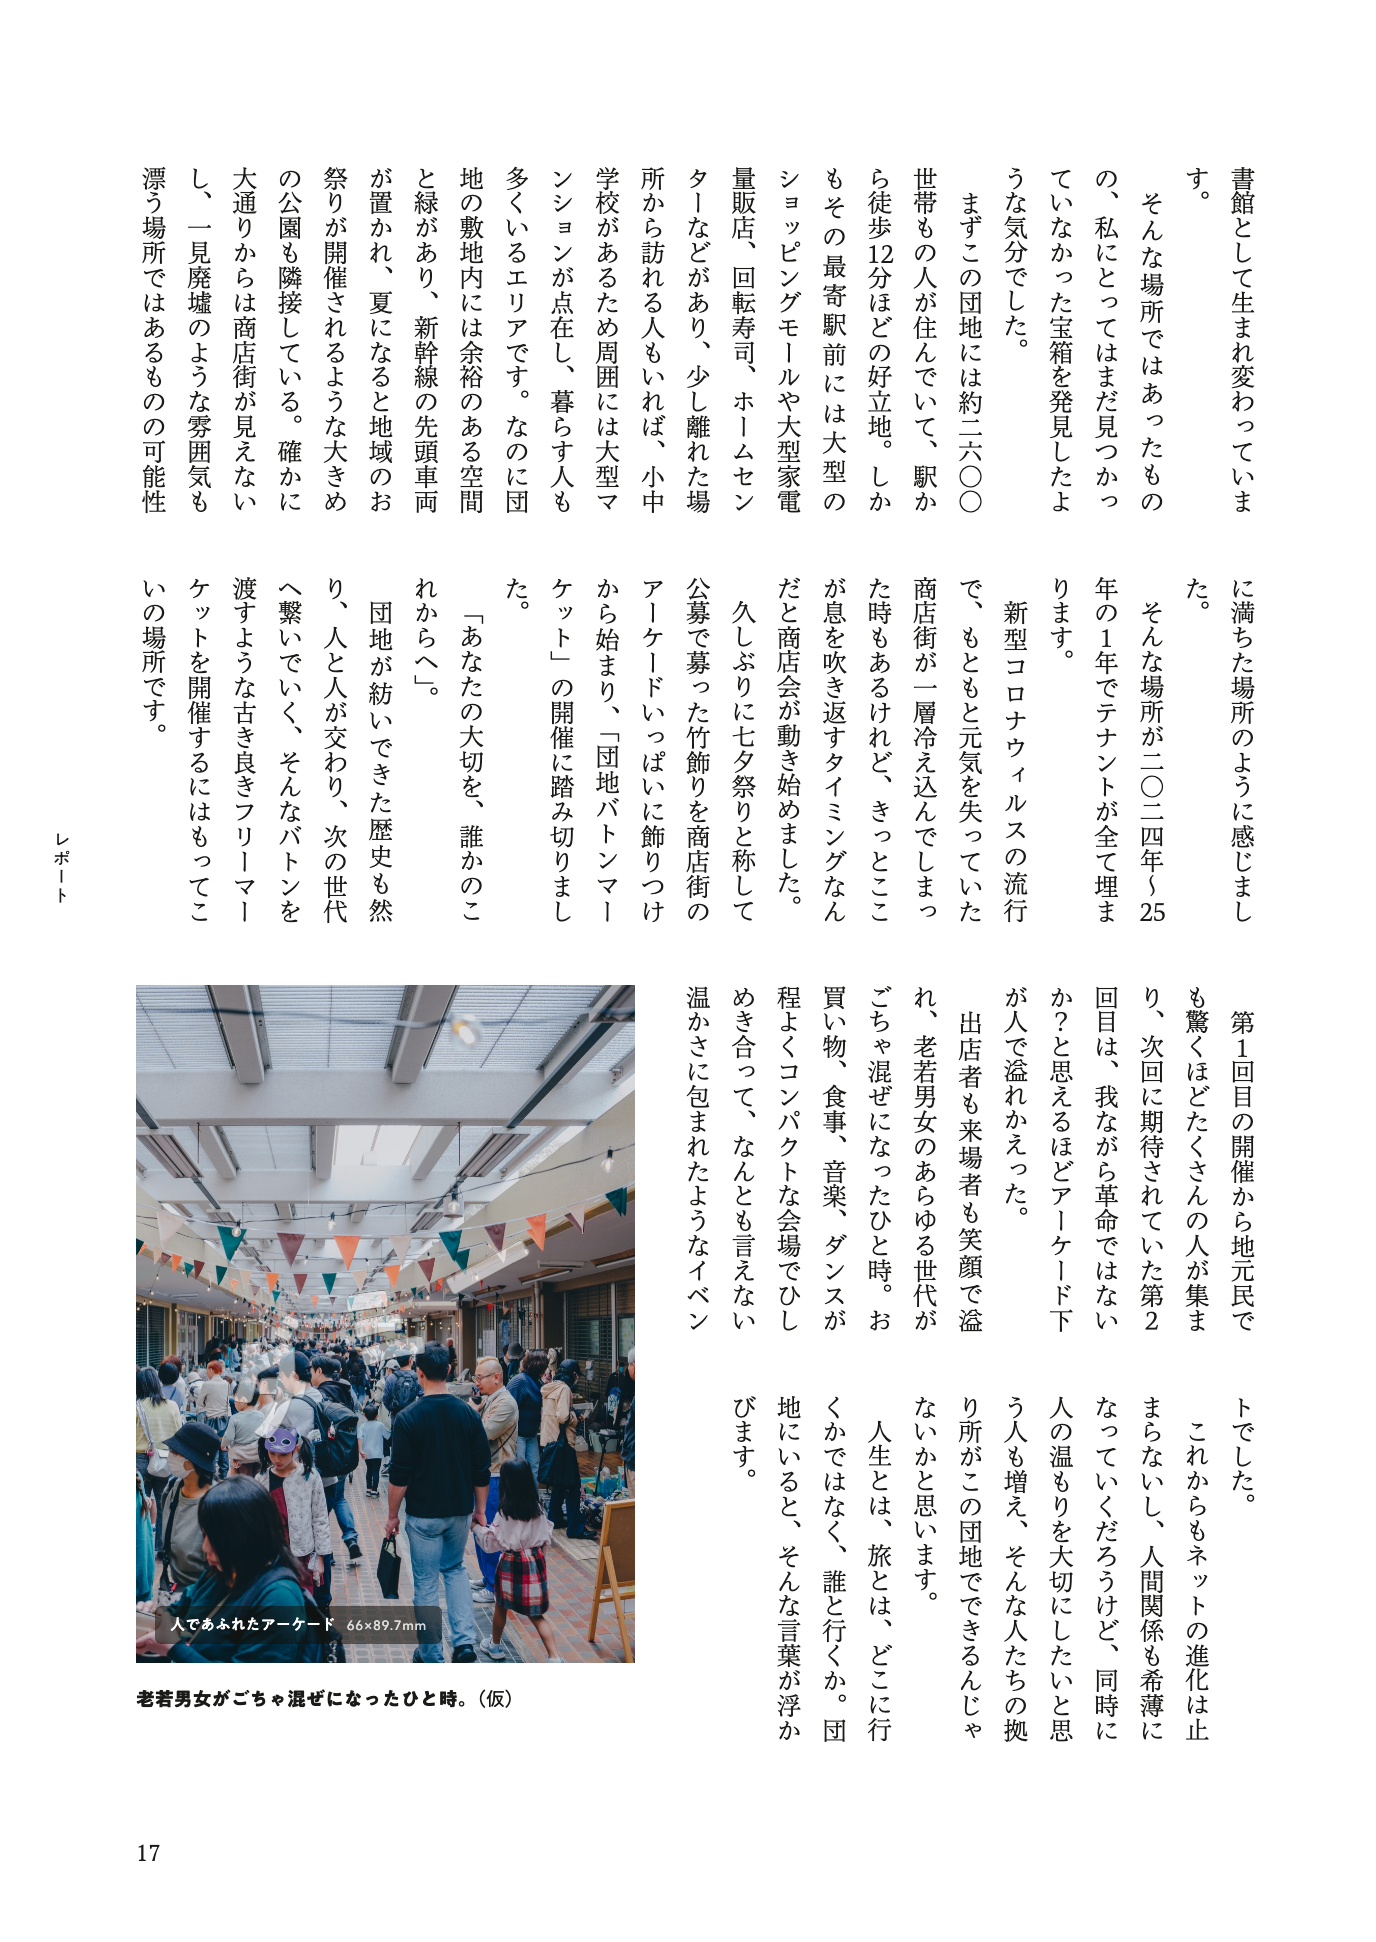 書館として生まれ変わっていま
す。
　そんな場所ではあったもの
の、私にとってはまだ見つかっ
ていなかった宝箱を発見したよ
うな気分でした。
　まずこの団地には約二六〇〇
世帯もの人が住んでいて、駅か
ら徒歩12分ほどの好立地。しか
もその最寄駅前には大型の
ショッピングモールや大型家電
量販店、回転寿司、ホームセン
ターなどがあり、少し離れた場
所から訪れる人もいれば、小中
学校があるため周囲には大型マ
ンションが点在し、暮らす人も
多くいるエリアです。なのに団
地の敷地内には余裕のある空間
と緑があり、新幹線の先頭車両
が置かれ、夏になると地域のお
祭りが開催されるような大きめ
の公園も隣接している。確かに
大通りからは商店街が見えない
し、一見廃墟のような雰囲気も
漂う場所ではあるものの可能性
に満ちた場所のように感じまし
た。
　そんな場所が二〇二四年〜25
年の1年でテナントが全て埋ま
ります。
　新型コロナウィルスの流行
で、もともと元気を失っていた
商店街が一層冷え込んでしまっ
た時もあるけれど、きっとここ
が息を吹き返すタイミングなん
だと商店会が動き始めました。
　久しぶりに七夕祭りと称して
公募で募った竹飾りを商店街の
アーケードいっぱいに飾りつけ
から始まり、「団地バトンマー
ケット」の開催に踏み切りまし
た。
　「あなたの大切を、誰かのこ
れからへ」。
　団地が紡いできた歴史も然
り、人と人が交わり、次の世代
へ繋いでいく、そんなバトンを
渡すような古き良きフリーマー
ケットを開催するにはもってこ
いの場所です。
　第1回目の開催から地元民で
も驚くほどたくさんの人が集ま
り、次回に期待されていた第2
回目は、我ながら革命ではない
か?と思えるほどアーケード下
が人で溢れかえった。
　出店者も来場者も笑顔で溢
れ、老若男女のあらゆる世代が
ごちゃ混ぜになったひと時。お
買い物、食事、音楽、ダンスが
程よくコンパクトな会場でひし
めき合って、なんとも言えない
温かさに包まれたようなイベン
トでした。
　これからもネットの進化は止
まらないし、人間関係も希薄に
なっていくだろうけど、同時に
人の温もりを大切にしたいと思
う人も増え、そんな人たちの拠
り所がこの団地でできるんじゃ
ないかと思います。
　人生とは、旅とは、どこに行
くかではなく、誰と行くか。団
地にいると、そんな言葉が浮か
びます。
人であふれたアーケード 66×89.7mm
老若男女がごちゃ混ぜになったひと時。（仮）
レポート
17